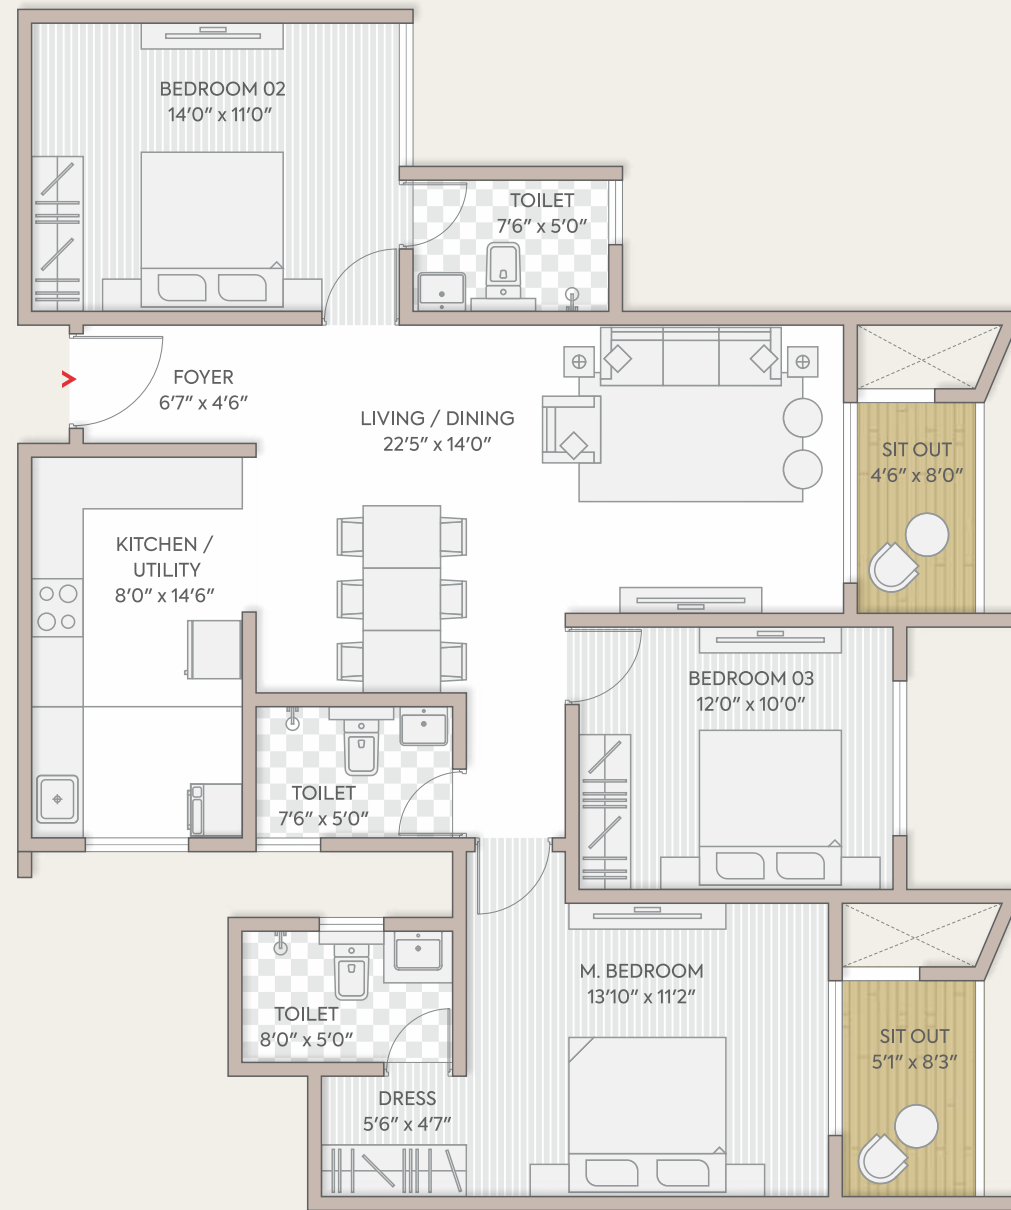 BEDROOM 02
14’0” x 11’0”
TOILET
7’6” x 5’0”
FOYER
6’7” x 4’6”
LIVING / DINING
22’5” x 14’0”
SIT OUT
4’6” x 8’0”
KITCHEN /
UTILITY
8’0” x 14’6”
BEDROOM 03
12’0” x 10’0”
TOILET
7’6” x 5’0”
M. BEDROOM
13’10” x 11’2”
TOILET
8’0” x 5’0”
SIT OUT
5’1” x 8’3”
DRESS
5’6” x 4’7”